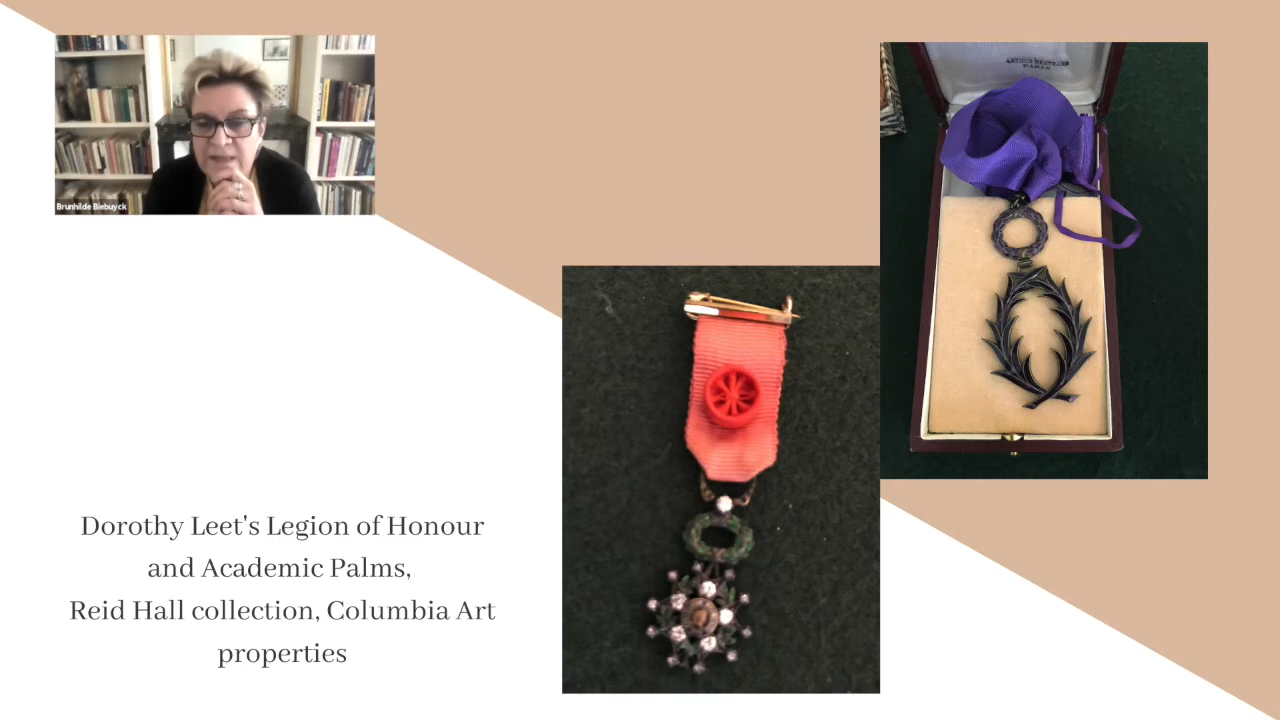 Brunhilde Biebuyck
Dorothy Leet's Legion of Honour
and Academic Palms,
Reid Hall collection, Columbia Art
properties